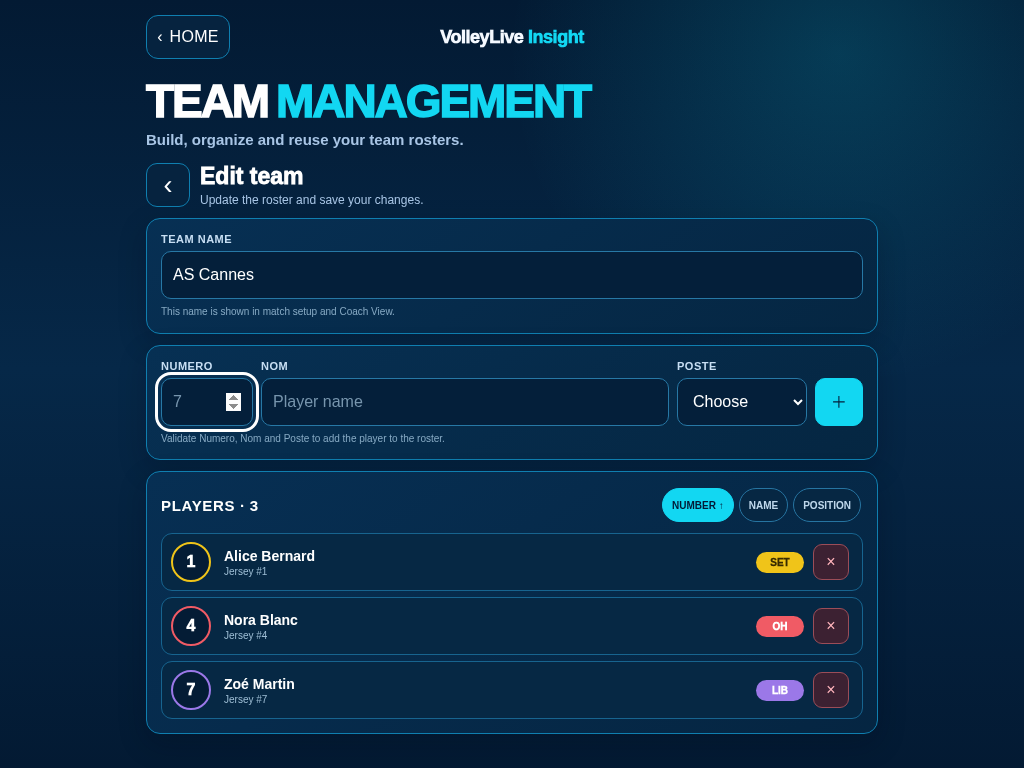 ‹ HOME
VolleyLive Insight
TEAM MANAGEMENT
Build, organize and reuse your team rosters.
‹
Edit team
Update the roster and save your changes.
TEAM NAME
AS Cannes
This name is shown in match setup and Coach View.
NUMERO NOM POSTE
7 Player name Choose +
Validate Numero, Nom and Poste to add the player to the roster.
PLAYERS · 3 NUMBER ↑ NAME POSITION
1 Alice Bernard SET ×
Jersey #1
4 Nora Blanc OH ×
Jersey #4
7 Zoé Martin LIB ×
Jersey #7